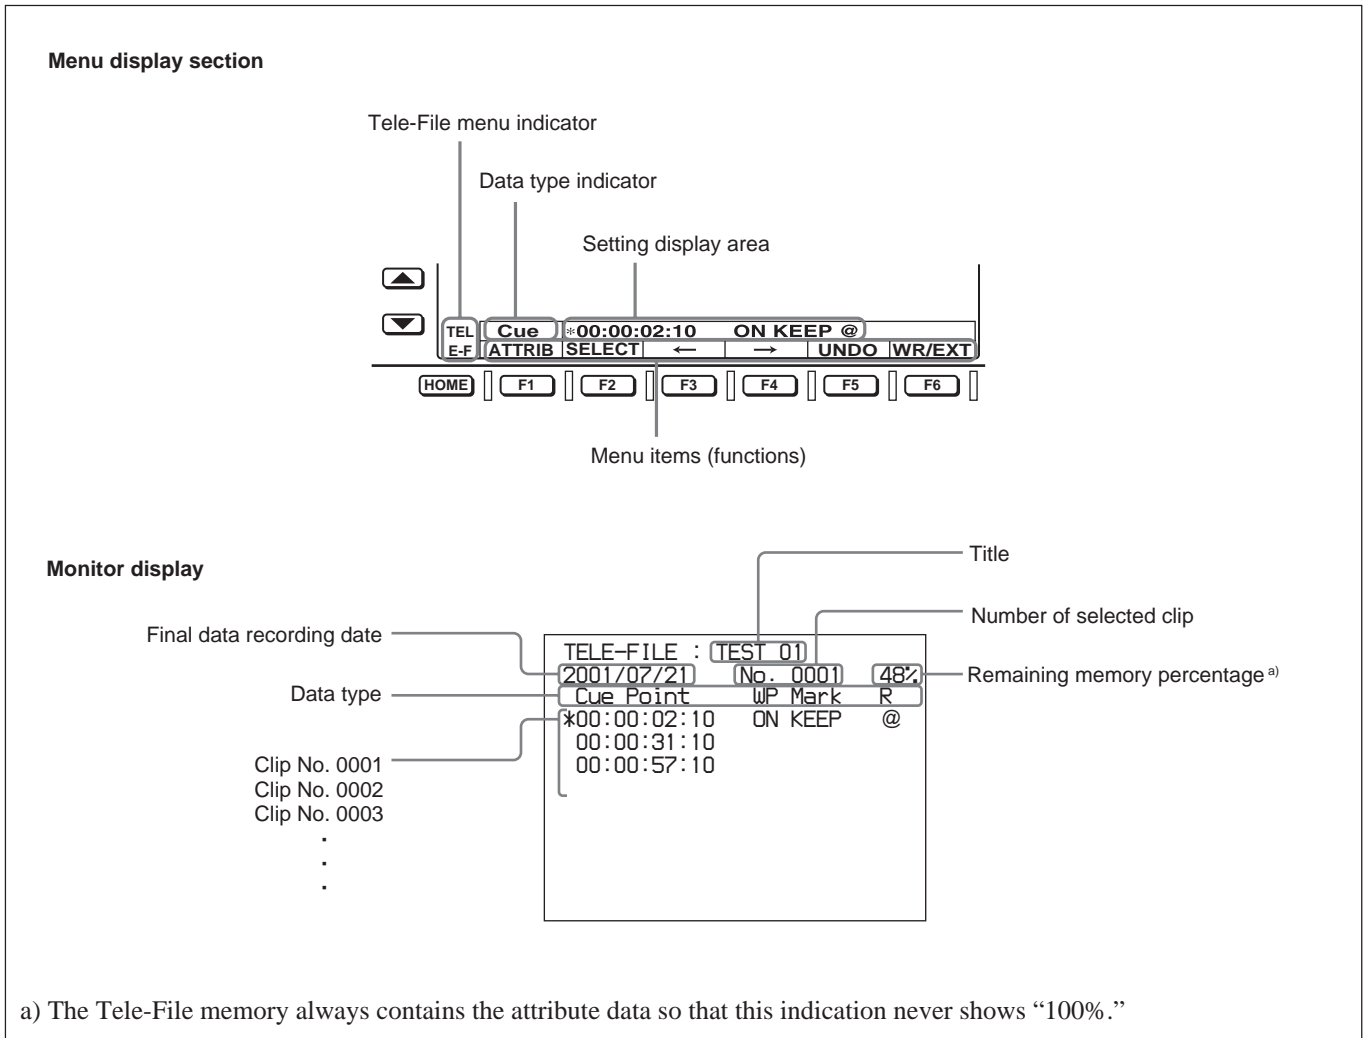 Menu display section
Tele-File menu indicator
Data type indicator
Setting display area
TEL Cue *00:00:02:10 ON KEEP @
E-F ATTRIB SELECT ← → UNDO WR/EXT
HOME F1 F2 F3 F4 F5 F6
Menu items (functions)
Monitor display
Title
Number of selected clip
Final data recording date
Remaining memory percentage a)
Data type
TELE-FILE : TEST 01
2001/07/21 No. 0001 48%
Cue Point WP Mark R
*00:00:02:10 ON KEEP @
00:00:31:10
00:00:57:10
Clip No. 0001
Clip No. 0002
Clip No. 0003
.
.
.
a) The Tele-File memory always contains the attribute data so that this indication never shows “100%.”